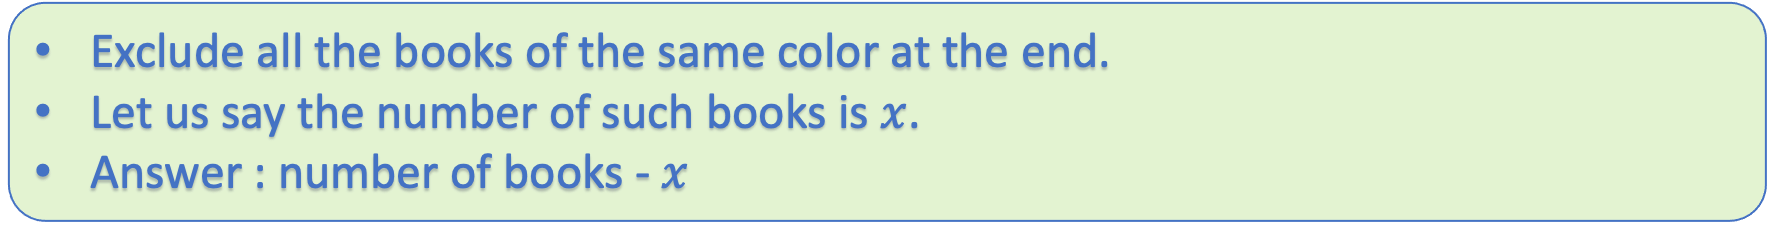 • Exclude all the books of the same color at the end.
• Let us say the number of such books is 𝑥.
• Answer : number of books - 𝑥